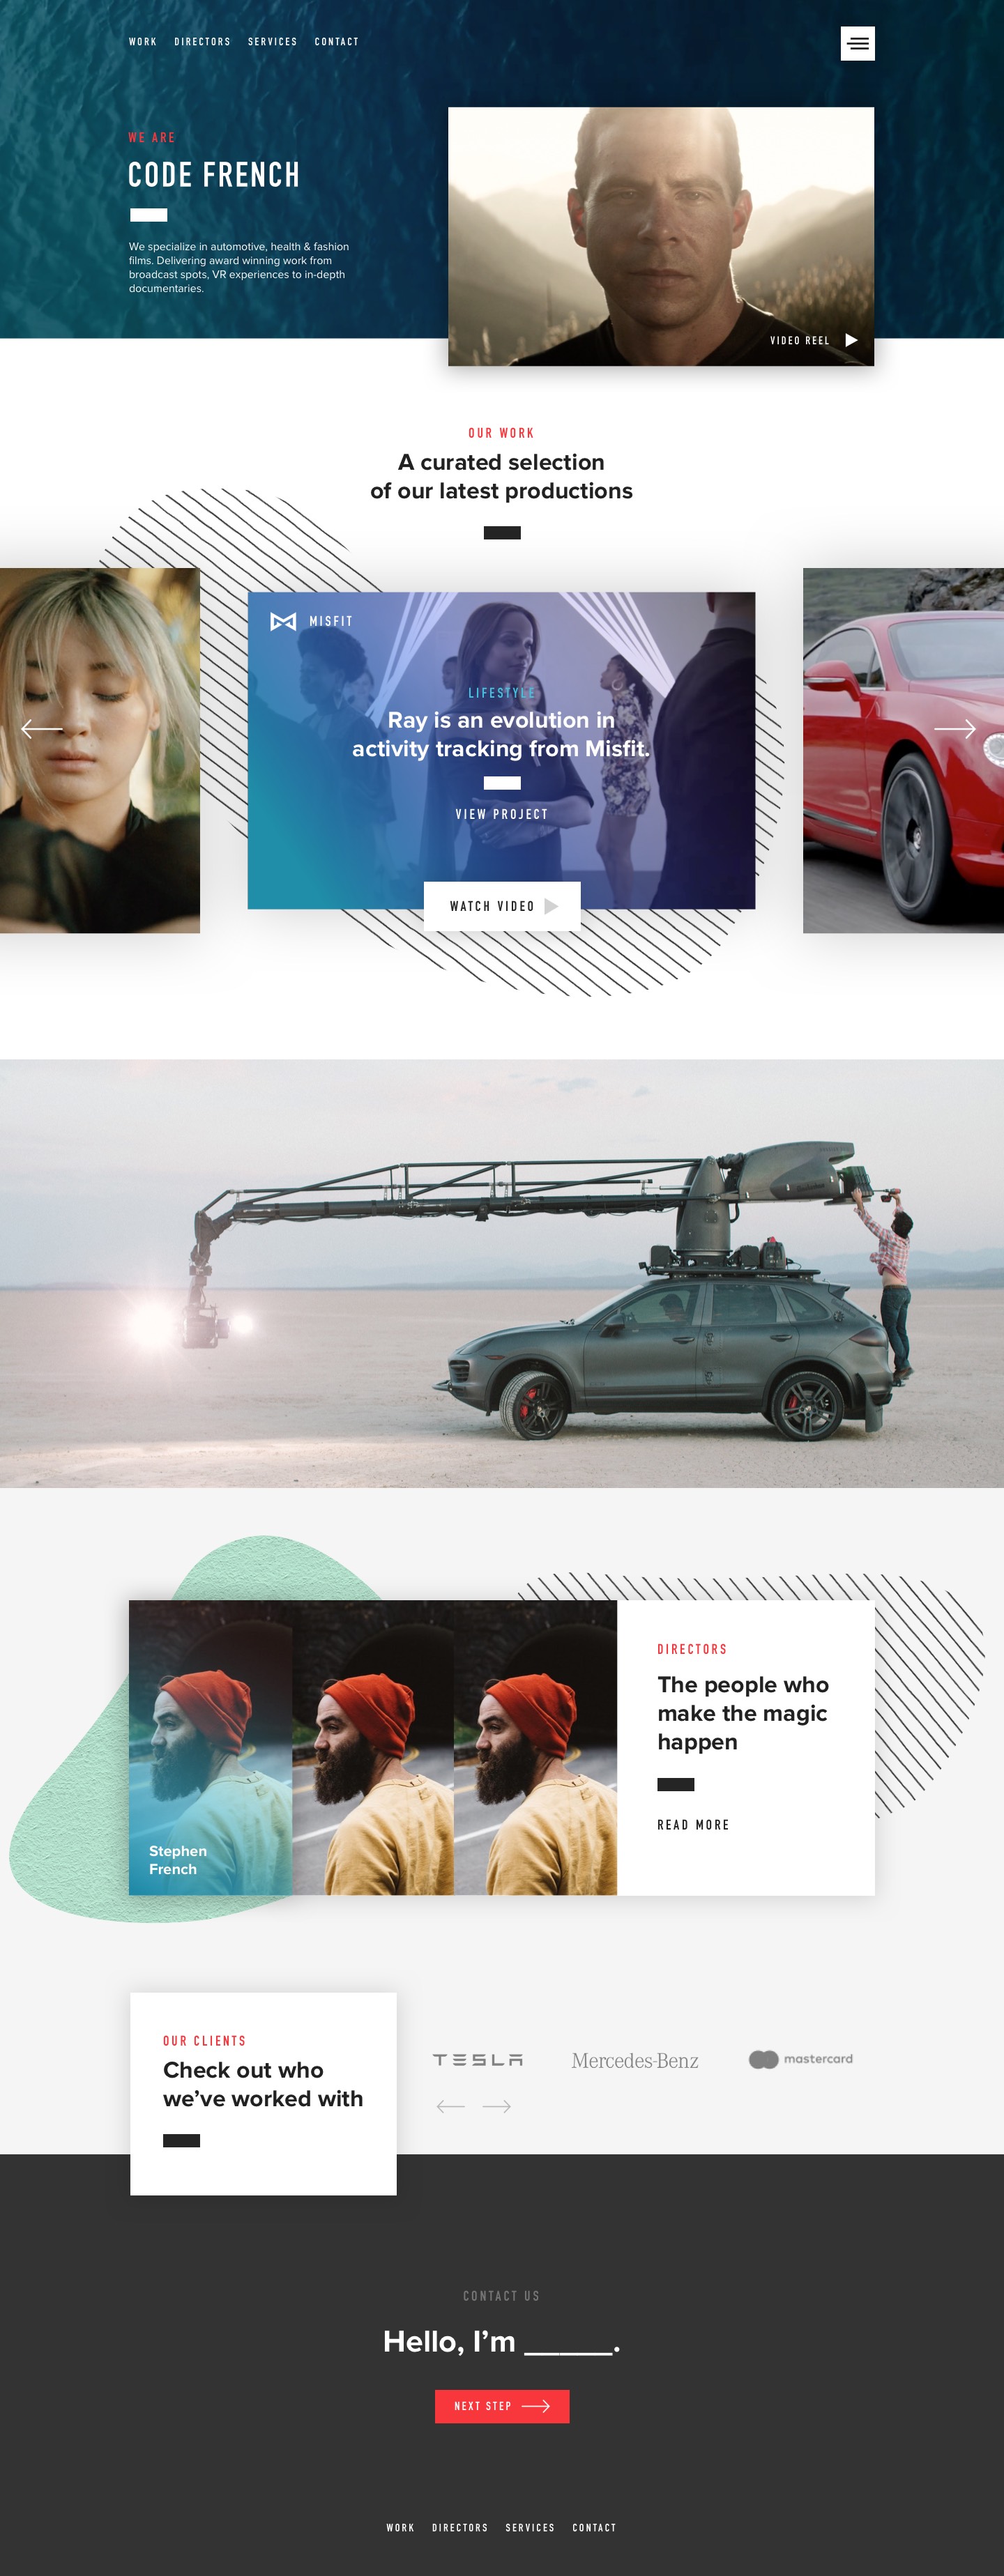 WORK DIRECTORS SERVICES CONTACT
WE ARE
CODE FRENCH
We specialize in automotive, health & fashion
films. Delivering award winning work from
broadcast spots, VR experiences to in-depth
documentaries.
VIDEO REEL
OUR WORK
A curated selection
of our latest productions
MISFIT
LIFESTYLE
Ray is an evolution in
activity tracking from Misfit.
VIEW PROJECT
WATCH VIDEO
DIRECTORS
The people who
make the magic
happen
READ MORE
Stephen
French
OUR CLIENTS
Check out who
we’ve worked with
TESLA
Mercedes-Benz
mastercard
CONTACT US
Hello, I’m ______.
NEXT STEP
WORK DIRECTORS SERVICES CONTACT